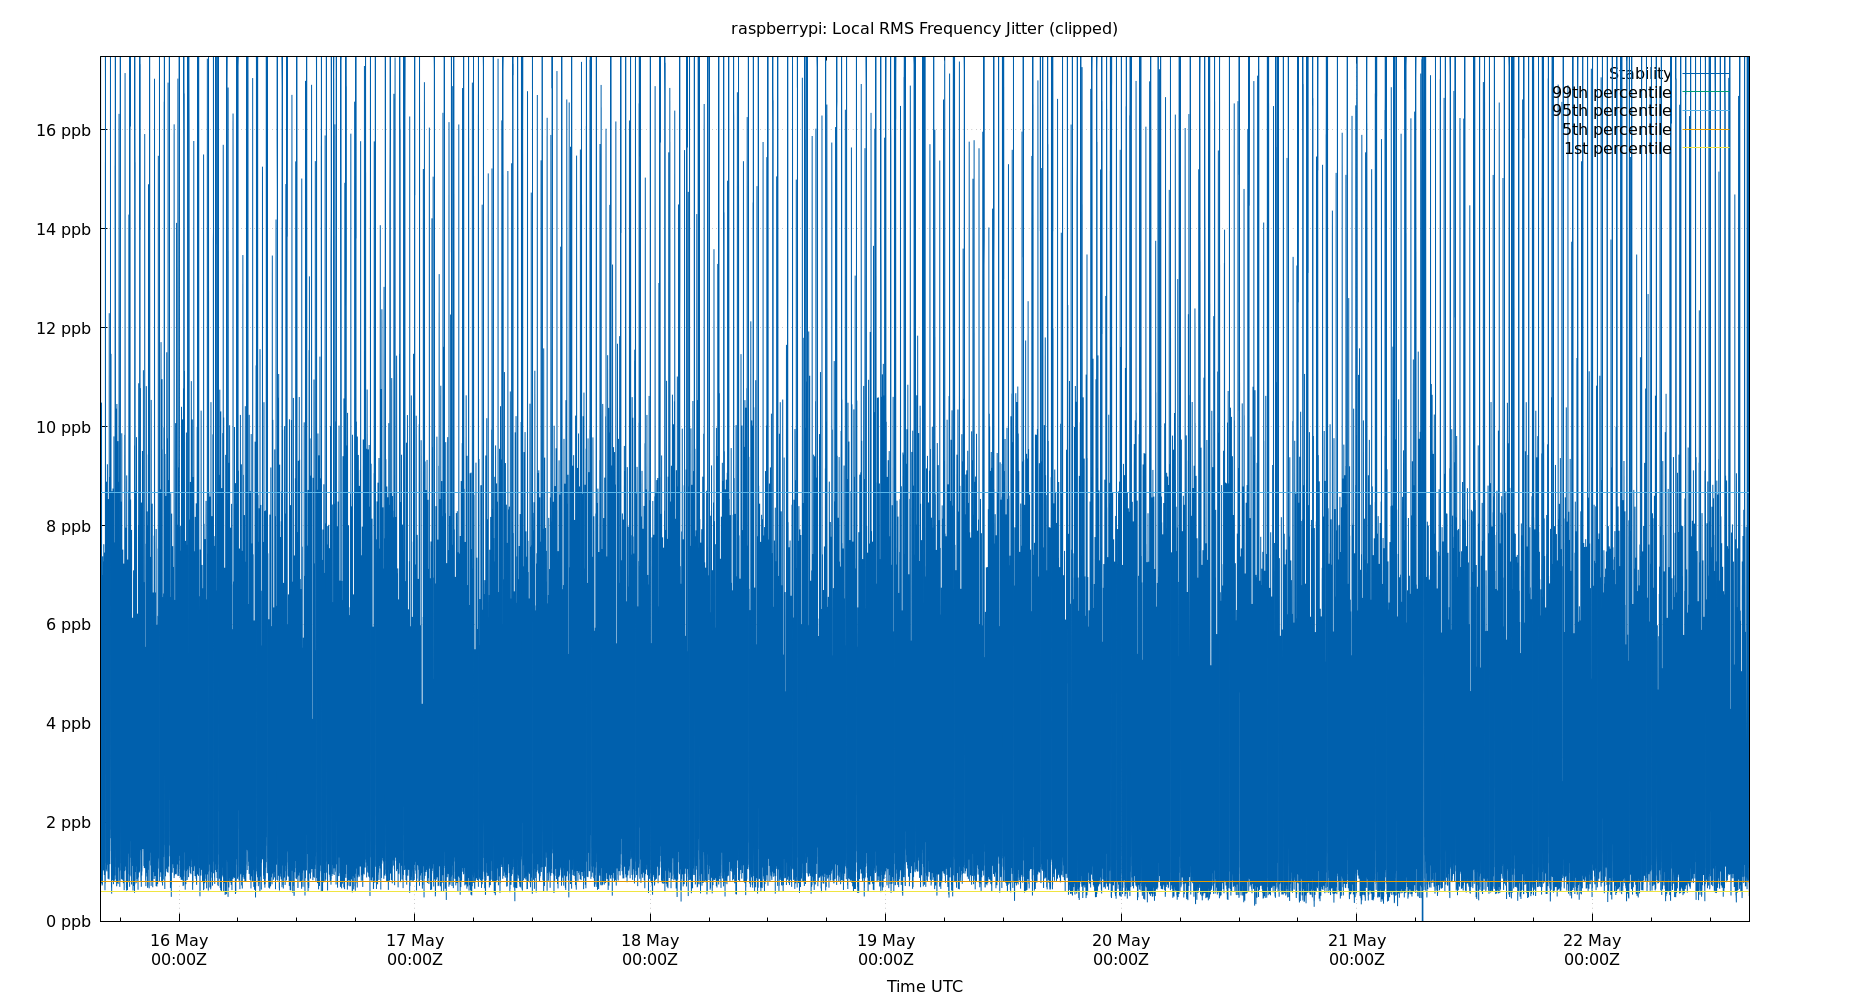 raspberrypi: Local RMS Frequency Jitter (clipped)
Stability
99th percentile
95th percentile
5th percentile
1st percentile
16 ppb
14 ppb
12 ppb
10 ppb
8 ppb
6 ppb
4 ppb
2 ppb
0 ppb
16 May 17 May 18 May 19 May 20 May 21 May 22 May
00:00Z 00:00Z 00:00Z 00:00Z 00:00Z 00:00Z 00:00Z
Time UTC